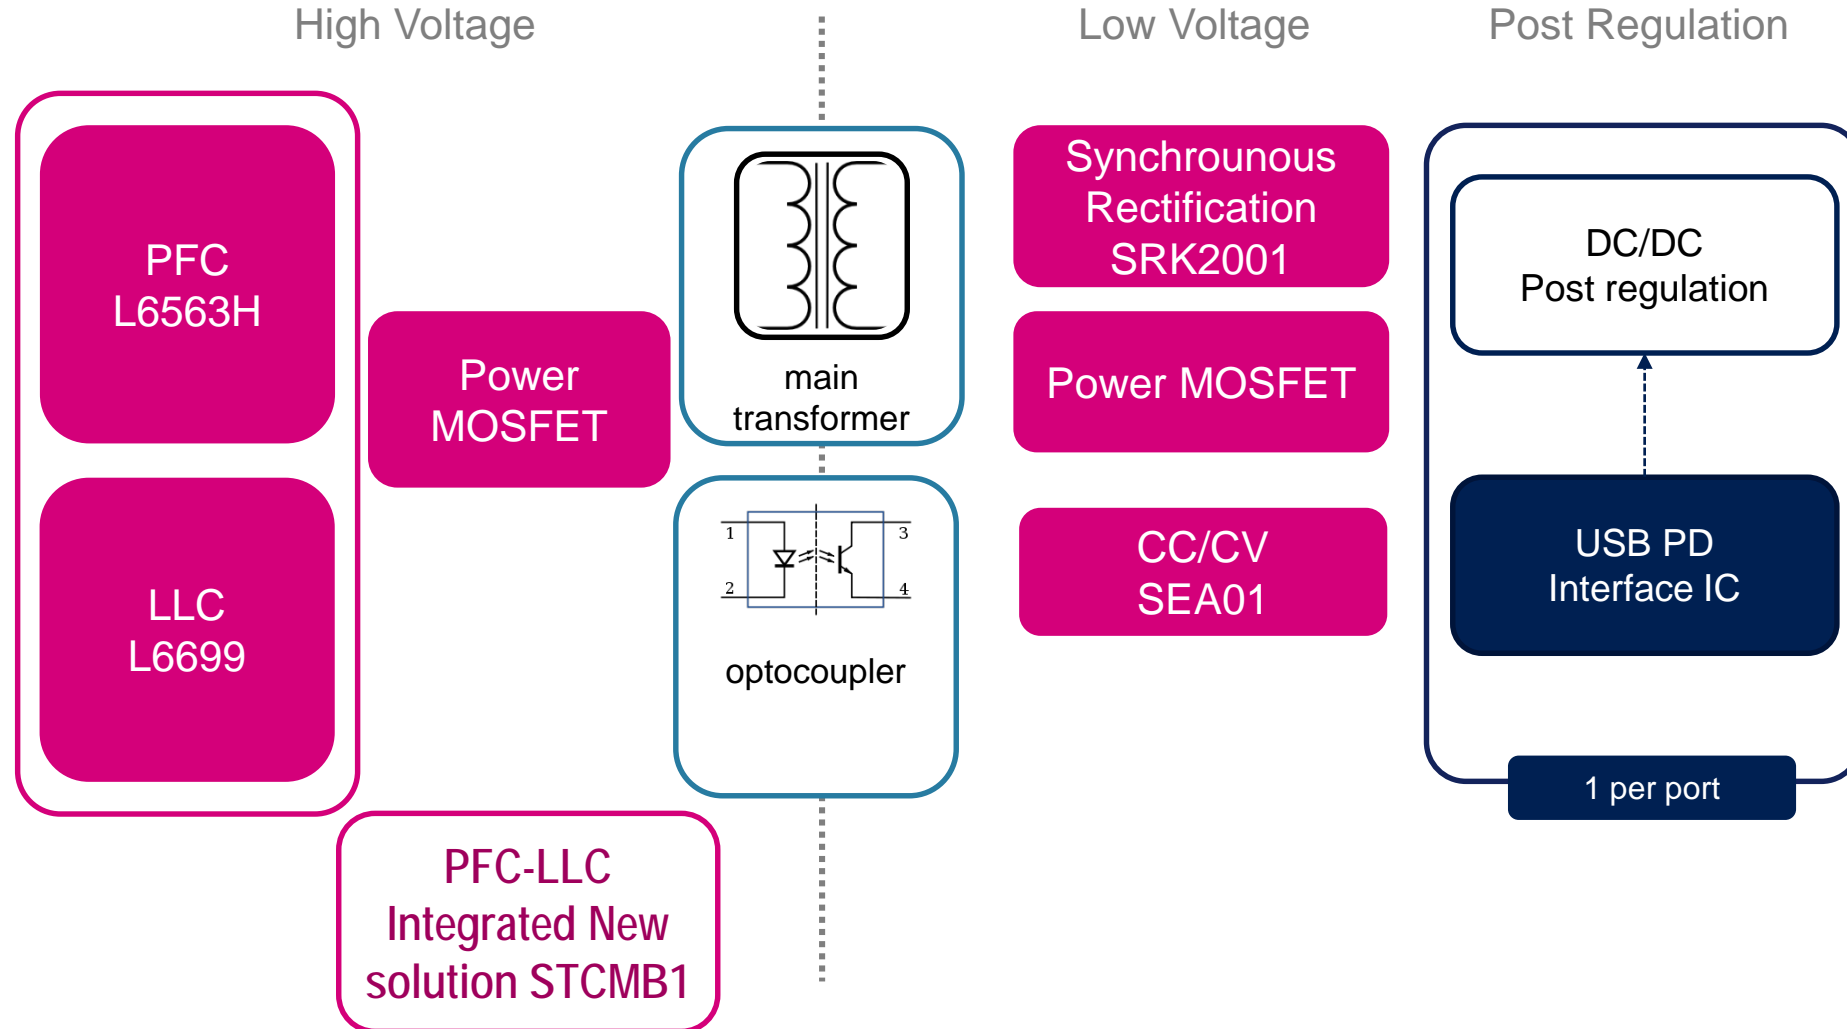 High Voltage
Low Voltage
Post Regulation
PFC
L6563H
LLC
L6699
Power
MOSFET
PFC-LLC
Integrated New
solution STCMB1
main
transformer
1
2
3
4
optocoupler
Synchrounous
Rectification
SRK2001
Power MOSFET
CC/CV
SEA01
DC/DC
Post regulation
USB PD
Interface IC
1 per port